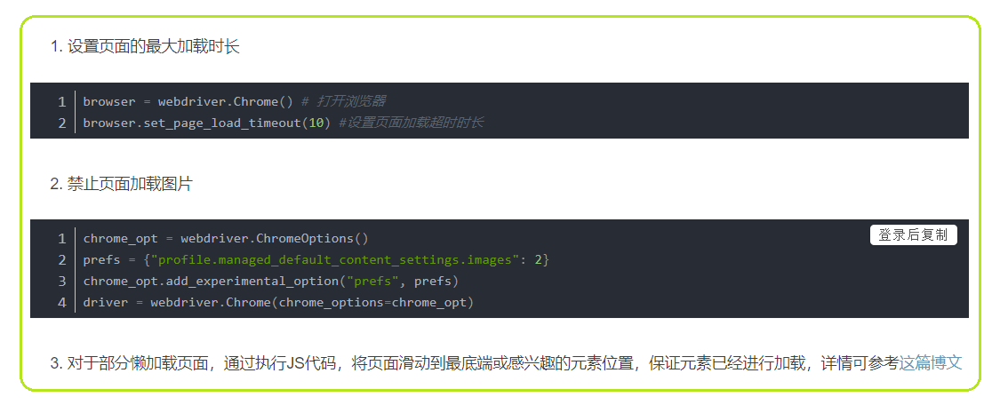 1. 设置页面的最大加载时长
1 browser = webdriver.Chrome() # 打开浏览器
2 browser.set_page_load_timeout(10) #设置页面加载超时时长
2. 禁止页面加载图片
登录后复制
1 chrome_opt = webdriver.ChromeOptions()
2 prefs = {"profile.managed_default_content_settings.images": 2}
3 chrome_opt.add_experimental_option("prefs", prefs)
4 driver = webdriver.Chrome(chrome_options=chrome_opt)
3. 对于部分懒加载页面，通过执行JS代码，将页面滑动到最底端或感兴趣的元素位置，保证元素已经进行加载，详情可参考这篇博文